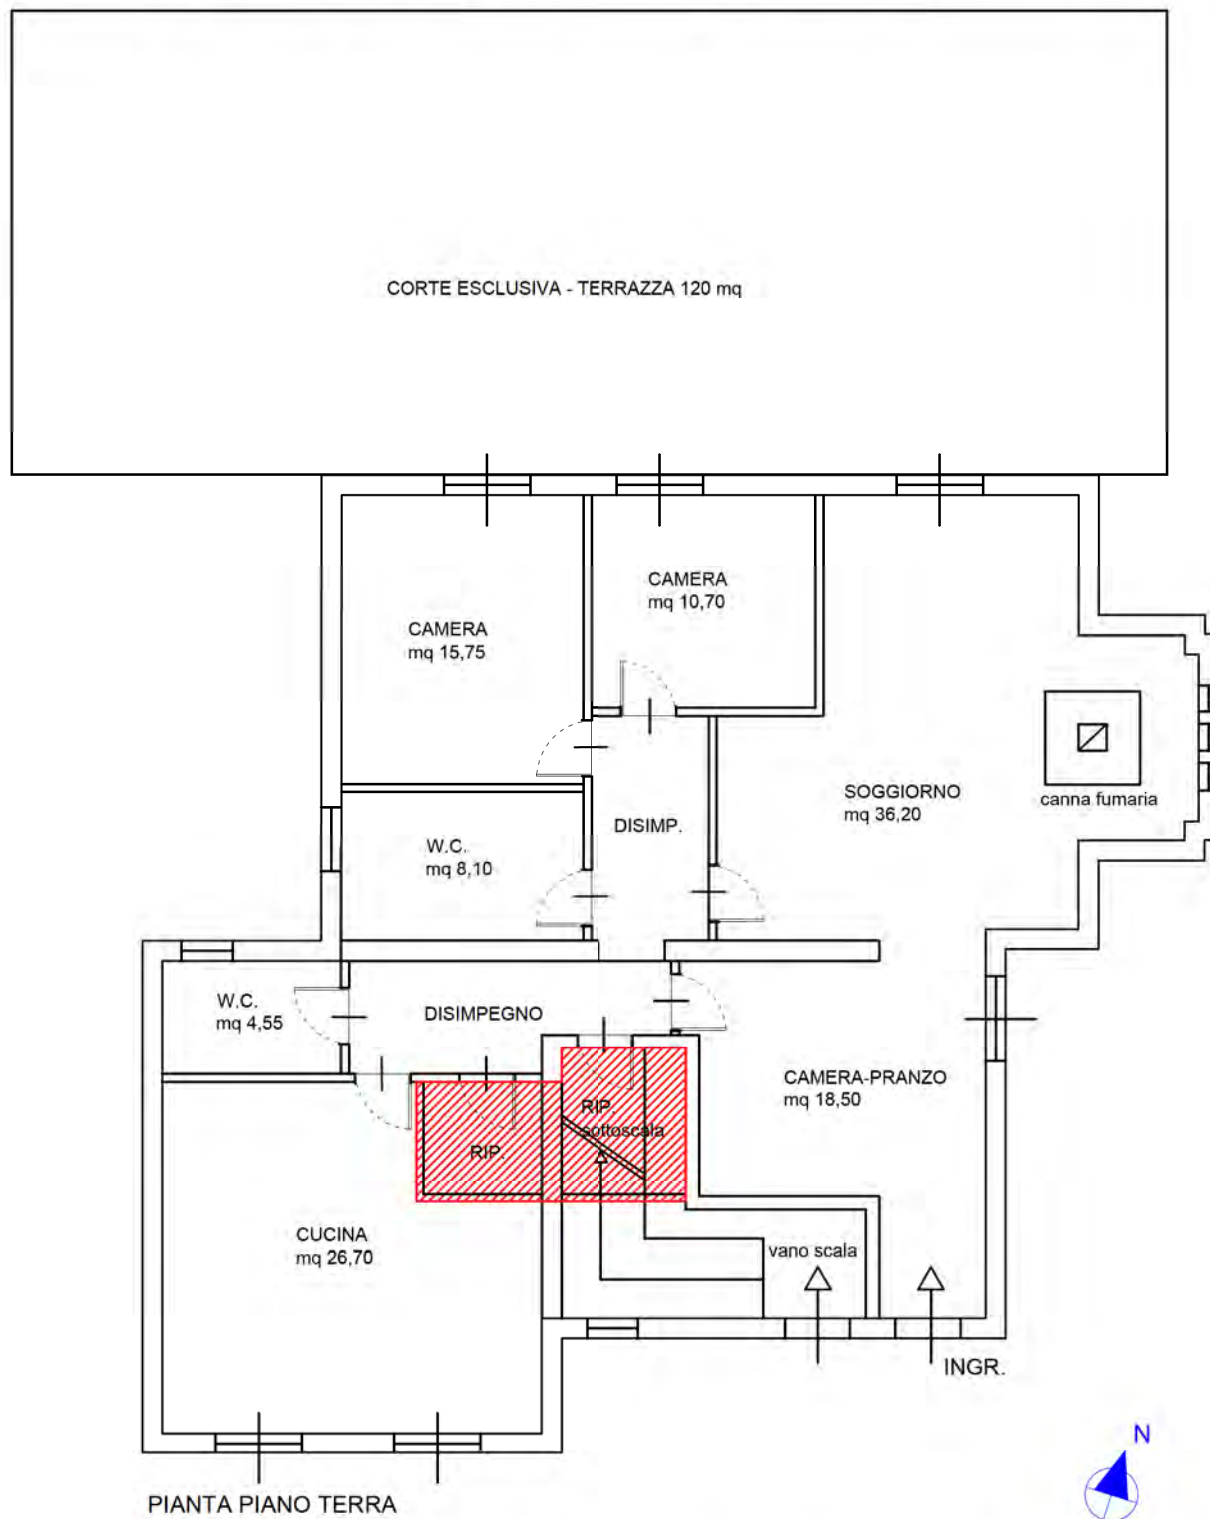 CORTE ESCLUSIVA - TERRAZZA 120 mq
CAMERA
mq 10,70
CAMERA
mq 15,75
SOGGIORNO
mq 36,20
canna fumaria
DISIMP.
W.C.
mq 8,10
W.C.
mq 4,55
DISIMPEGNO
CAMERA-PRANZO
mq 18,50
RIP.
sottoscala
RIP.
CUCINA
mq 26,70
vano scala
INGR.
N
PIANTA PIANO TERRA